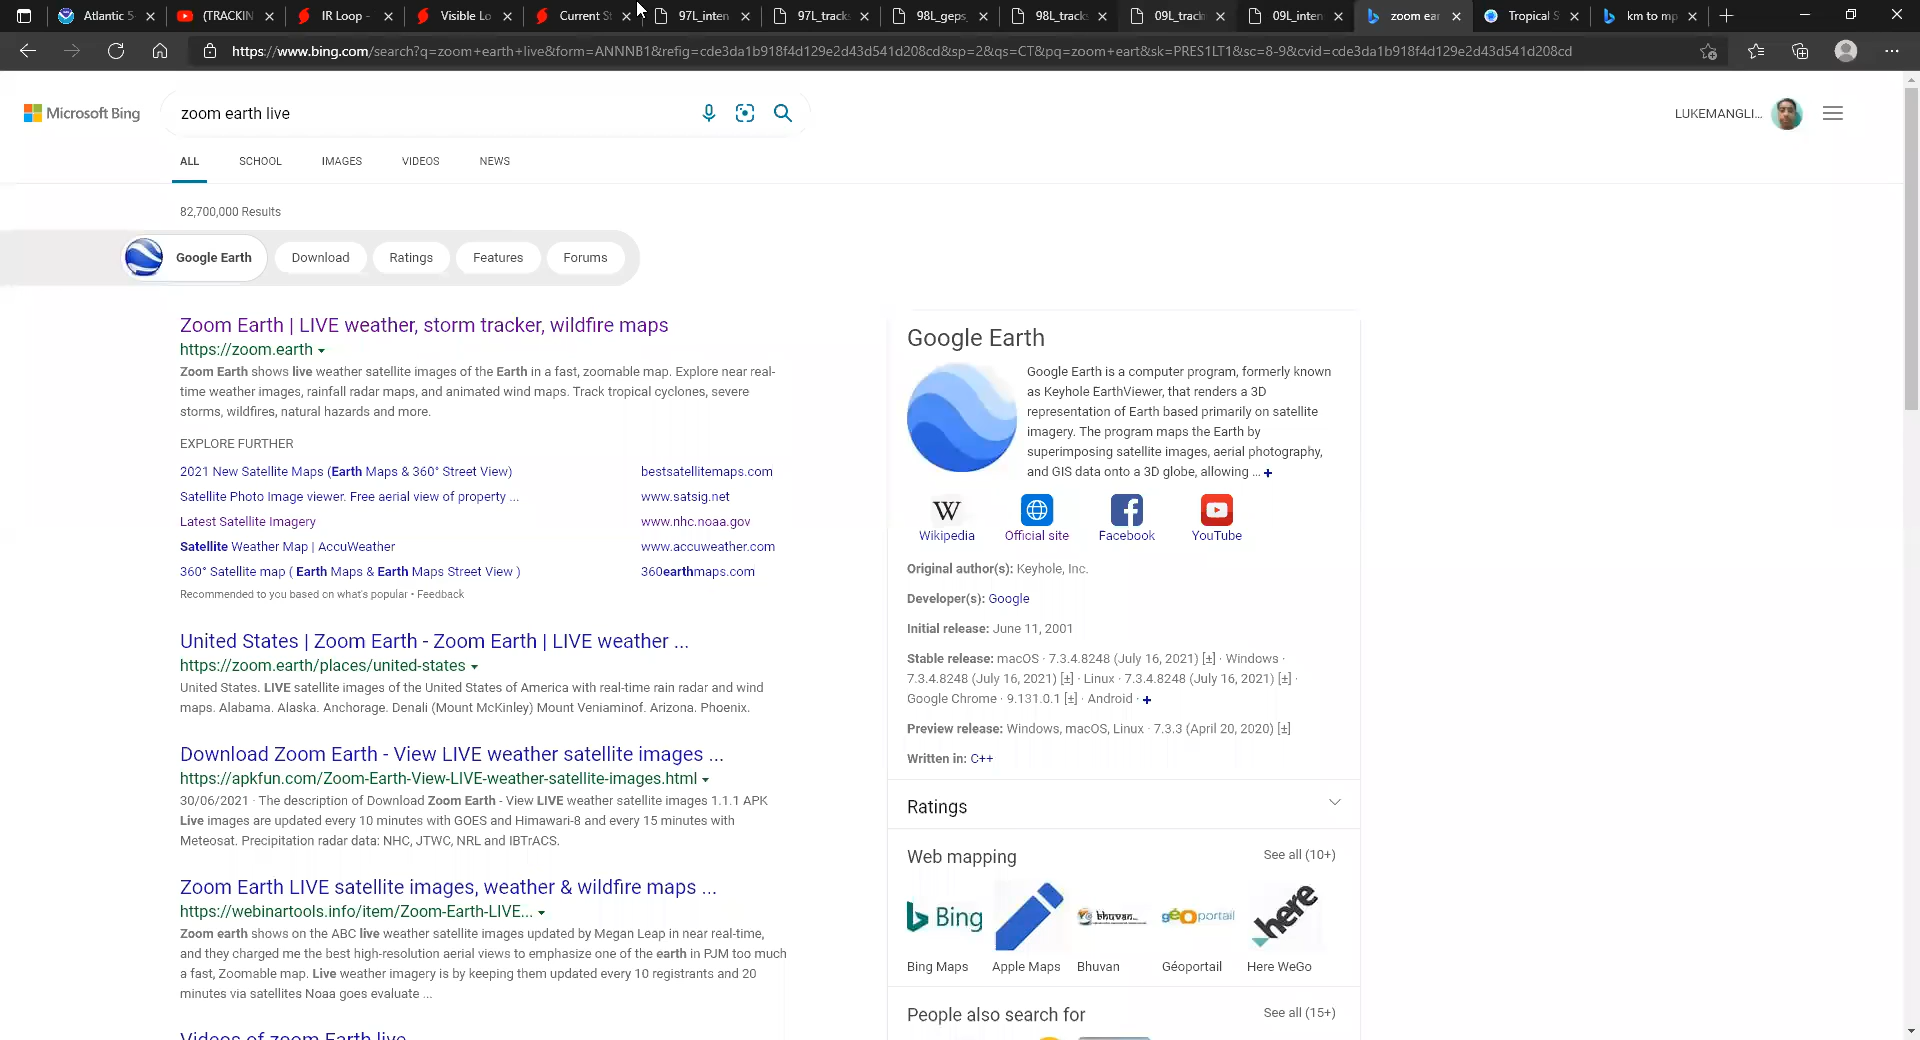 Atlantic 5-
(TRACKIN
IR Loop -
Visible Lo
Current St
97L_inten
97L_tracks
98L_geps_
98L_tracks
09L_track
09L_inten
zoom ear
Tropical S
km to mp
https://www.bing.com/search?q=zoom+earth+live&form=ANNNB1&refig=cde3da1b918f4d129e2d43d541d208cd&sp=2&qs=CT&pq=zoom+eart&sk=PRES1LT1&sc=8-9&cvid=cde3da1b918f4d129e2d43d541d208cd
Microsoft Bing
zoom earth live
LUKEMANGLI...
ALL
SCHOOL
IMAGES
VIDEOS
NEWS
82,700,000 Results
Google Earth
Download
Ratings
Features
Forums
Zoom Earth | LIVE weather, storm tracker, wildfire maps
https://zoom.earth
Zoom Earth shows live weather satellite images of the Earth in a fast, zoomable map. Explore near real-
time weather images, rainfall radar maps, and animated wind maps. Track tropical cyclones, severe
storms, wildfires, natural hazards and more.
EXPLORE FURTHER
2021 New Satellite Maps (Earth Maps & 360° Street View) bestsatellitemaps.com
Satellite Photo Image viewer. Free aerial view of property ... www.satsig.net
Latest Satellite Imagery www.nhc.noaa.gov
Satellite Weather Map | AccuWeather www.accuweather.com
360° Satellite map ( Earth Maps & Earth Maps Street View ) 360earthmaps.com
Recommended to you based on what's popular • Feedback
United States | Zoom Earth - Zoom Earth | LIVE weather ...
https://zoom.earth/places/united-states
United States. LIVE satellite images of the United States of America with real-time rain radar and wind
maps. Alabama. Alaska. Anchorage. Denali (Mount McKinley) Mount Veniaminof. Arizona. Phoenix.
Download Zoom Earth - View LIVE weather satellite images ...
https://apkfun.com/Zoom-Earth-View-LIVE-weather-satellite-images.html
30/06/2021 · The description of Download Zoom Earth - View LIVE weather satellite images 1.1.1 APK
Live images are updated every 10 minutes with GOES and Himawari-8 and every 15 minutes with
Meteosat. Precipitation radar data: NHC, JTWC, NRL and IBTrACS.
Zoom Earth LIVE satellite images, weather & wildfire maps ...
https://webinartools.info/item/Zoom-Earth-LIVE...
Zoom earth shows on the ABC live weather satellite images updated by Megan Leap in near real-time,
and they charged me the best high-resolution aerial views to emphasize one of the earth in PJM too much
a fast, Zoomable map. Live weather imagery is by keeping them updated every 10 registrants and 20
minutes via satellites Noaa goes evaluate ...
Videos of zoom Earth live
Google Earth
Google Earth is a computer program, formerly known
as Keyhole EarthViewer, that renders a 3D
representation of Earth based primarily on satellite
imagery. The program maps the Earth by
superimposing satellite images, aerial photography,
and GIS data onto a 3D globe, allowing ... +
W
Wikipedia
Official site
Facebook
YouTube
Original author(s): Keyhole, Inc.
Developer(s): Google
Initial release: June 11, 2001
Stable release: macOS · 7.3.4.8248 (July 16, 2021) [±] · Windows ·
7.3.4.8248 (July 16, 2021) [±] · Linux · 7.3.4.8248 (July 16, 2021) [±] ·
Google Chrome · 9.131.0.1 [±] · Android · +
Preview release: Windows, macOS, Linux · 7.3.3 (April 20, 2020) [±]
Written in: C++
Ratings
Web mapping
See all (10+)
Bing
bhuvan
géoportail
here
Bing Maps
Apple Maps
Bhuvan
Géoportail
Here WeGo
People also search for
See all (15+)